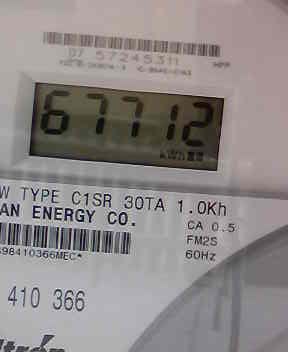 07 57245311
67712
kWh
W TYPE C1SR 30TA 1.0Kh
AN ENERGY CO.
CA 0.5
FM2S
60Hz
98410366MEC*
410 366